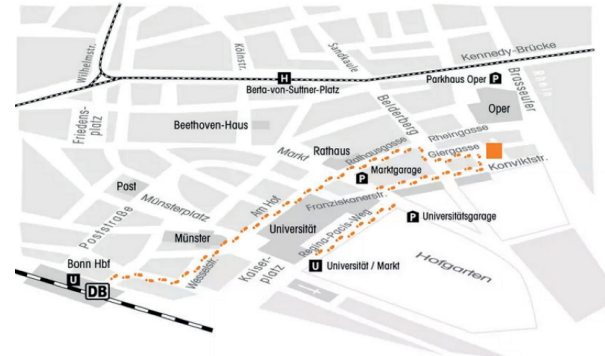 Wilhelmstr.
Kölnstr.
Sandkaule
Kennedy-Brücke
Rhein
H
Berta-von-Suttner-Platz
Parkhaus Oper
P
Brasseufer
Friedens-
platz
Belderberg
Oper
Beethoven-Haus
Rheingasse
Rathaus
Rathausgasse
Giergasse
Markt
Marktgarage
P
Konviktstr.
Post
Am Hof
Franziskanerstr.
Münsterplatz
Poststraße
Universität
Regina-Pacis-Weg
P
Universitätsgarage
Münster
Wesselstr.
Kaiser-
platz
Hofgarten
Bonn Hbf
U
DB
U
Universität / Markt